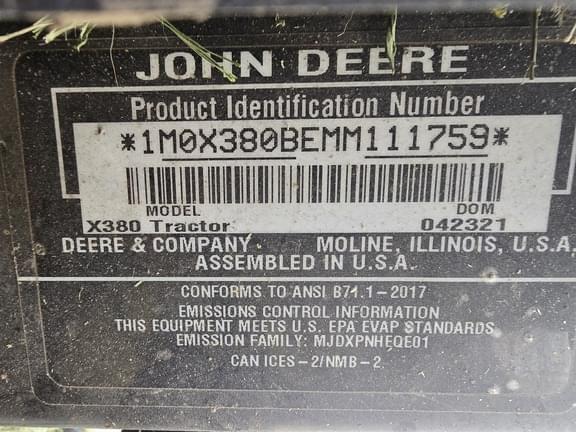 JOHN DEERE
Product Identification Number
*1M0X380BEMM111759*
MODEL DOM
X380 Tractor 042321
DEERE & COMPANY MOLINE, ILLINOIS, U.S.A.
ASSEMBLED IN U.S.A.
CONFORMS TO ANSI B71.1-2017
EMISSIONS CONTROL INFORMATION
THIS EQUIPMENT MEETS U.S. EPA EVAP STANDARDS
EMISSION FAMILY: MJDXPNHEQE01
CAN ICES-2/NMB-2